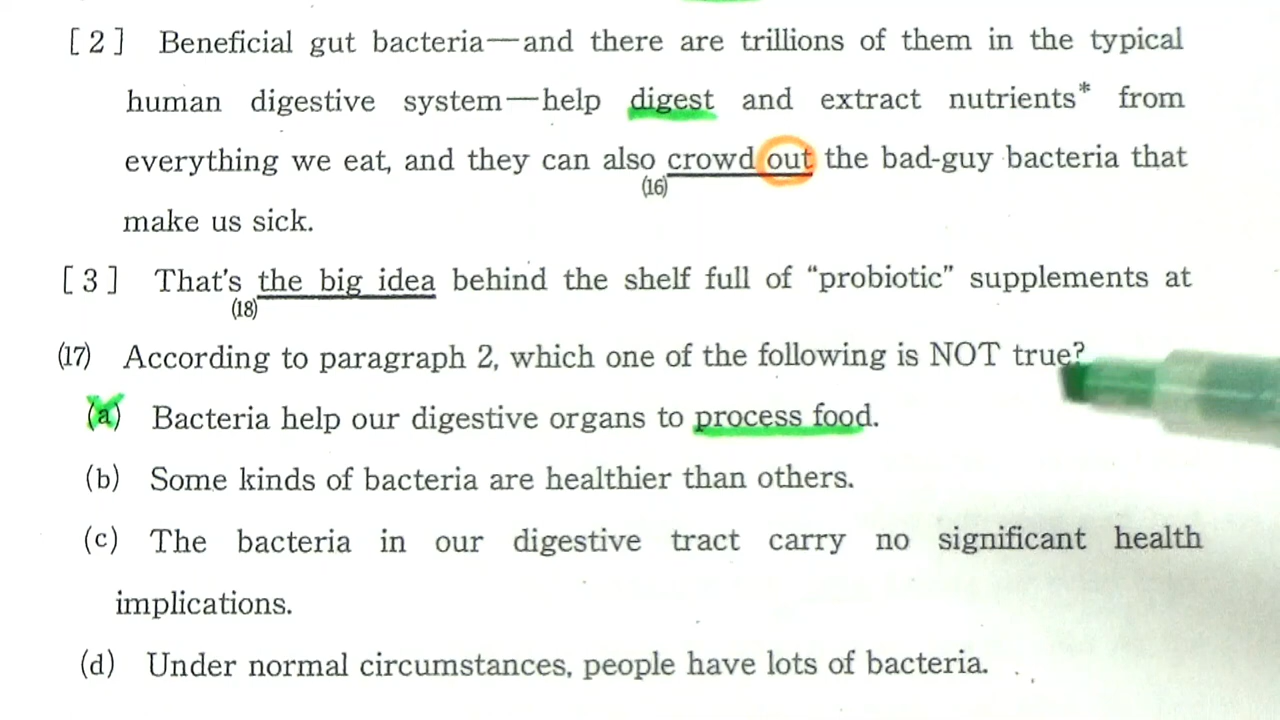 [2] Beneficial gut bacteria—and there are trillions of them in the typical
human digestive system—help digest and extract nutrients* from
everything we eat, and they can also crowd out the bad-guy bacteria that
(16)
make us sick.
[3] That's the big idea behind the shelf full of “probiotic” supplements at
(18)
(17) According to paragraph 2, which one of the following is NOT true?
(a) Bacteria help our digestive organs to process food.
(b) Some kinds of bacteria are healthier than others.
(c) The bacteria in our digestive tract carry no significant health
implications.
(d) Under normal circumstances, people have lots of bacteria.